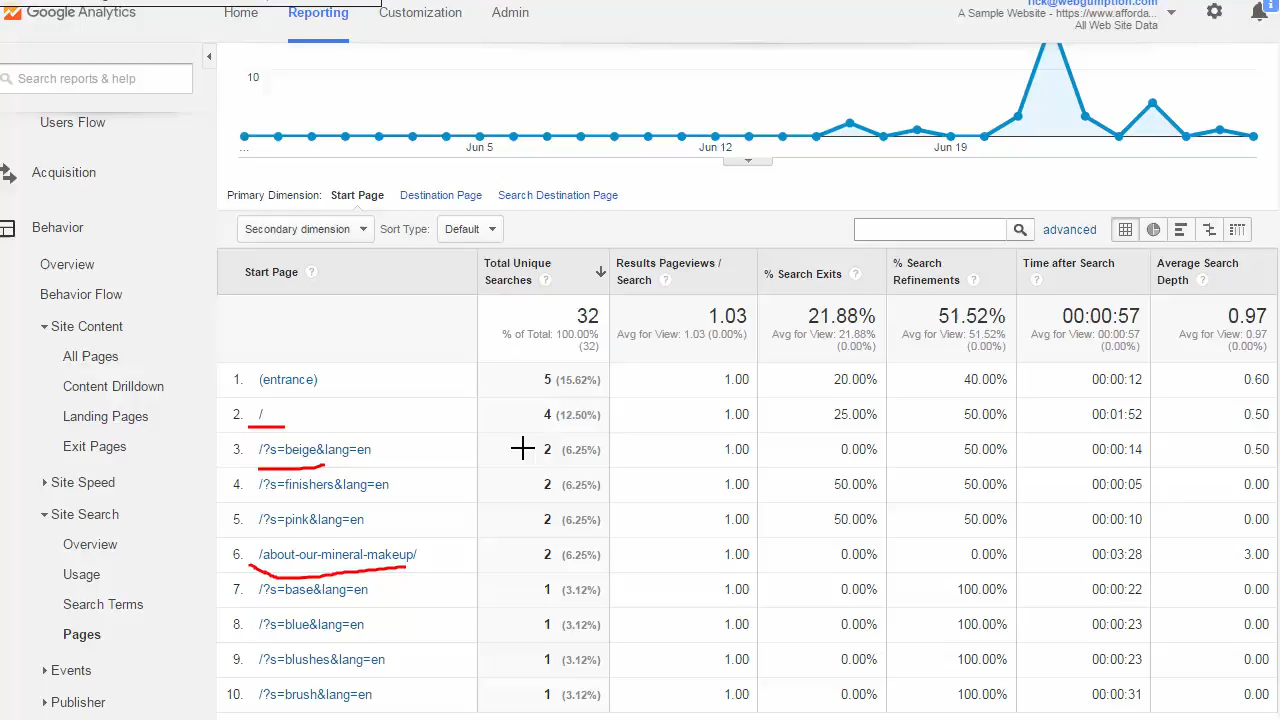 Google Analytics Home Reporting Customization Admin
rick@webgumption.com
A Sample Website - https://www.afforda...
All Web Site Data
Search reports & help
Users Flow
Acquisition
Behavior
Overview
Behavior Flow
Site Content
All Pages
Content Drilldown
Landing Pages
Exit Pages
Site Speed
Site Search
Overview
Usage
Search Terms
Pages
Events
Publisher
10
... Jun 5 Jun 12 Jun 19
Primary Dimension: Start Page Destination Page Search Destination Page
Secondary dimension Sort Type: Default advanced
Start Page ? Total Unique Searches ? Results Pageviews / Search ? % Search Exits ? % Search Refinements ? Time after Search ? Average Search Depth ?
32 1.03 21.88% 51.52% 00:00:57 0.97
% of Total: 100.00% (32) Avg for View: 1.03 (0.00%) Avg for View: 21.88% (0.00%) Avg for View: 51.52% (0.00%) Avg for View: 00:00:57 (0.00%) Avg for View: 0.97 (0.00%)
1. (entrance) 5 (15.62%) 1.00 20.00% 40.00% 00:00:12 0.60
2. / 4 (12.50%) 1.00 25.00% 50.00% 00:01:52 0.50
3. /?s=beige&lang=en 2 (6.25%) 1.00 0.00% 50.00% 00:00:14 0.50
4. /?s=finishers&lang=en 2 (6.25%) 1.00 50.00% 50.00% 00:00:05 0.00
5. /?s=pink&lang=en 2 (6.25%) 1.00 50.00% 50.00% 00:00:10 0.00
6. /about-our-mineral-makeup/ 2 (6.25%) 1.00 0.00% 0.00% 00:03:28 3.00
7. /?s=base&lang=en 1 (3.12%) 1.00 0.00% 100.00% 00:00:22 0.00
8. /?s=blue&lang=en 1 (3.12%) 1.00 0.00% 100.00% 00:00:23 0.00
9. /?s=blushes&lang=en 1 (3.12%) 1.00 0.00% 100.00% 00:00:23 0.00
10. /?s=brush&lang=en 1 (3.12%) 1.00 0.00% 100.00% 00:00:31 0.00